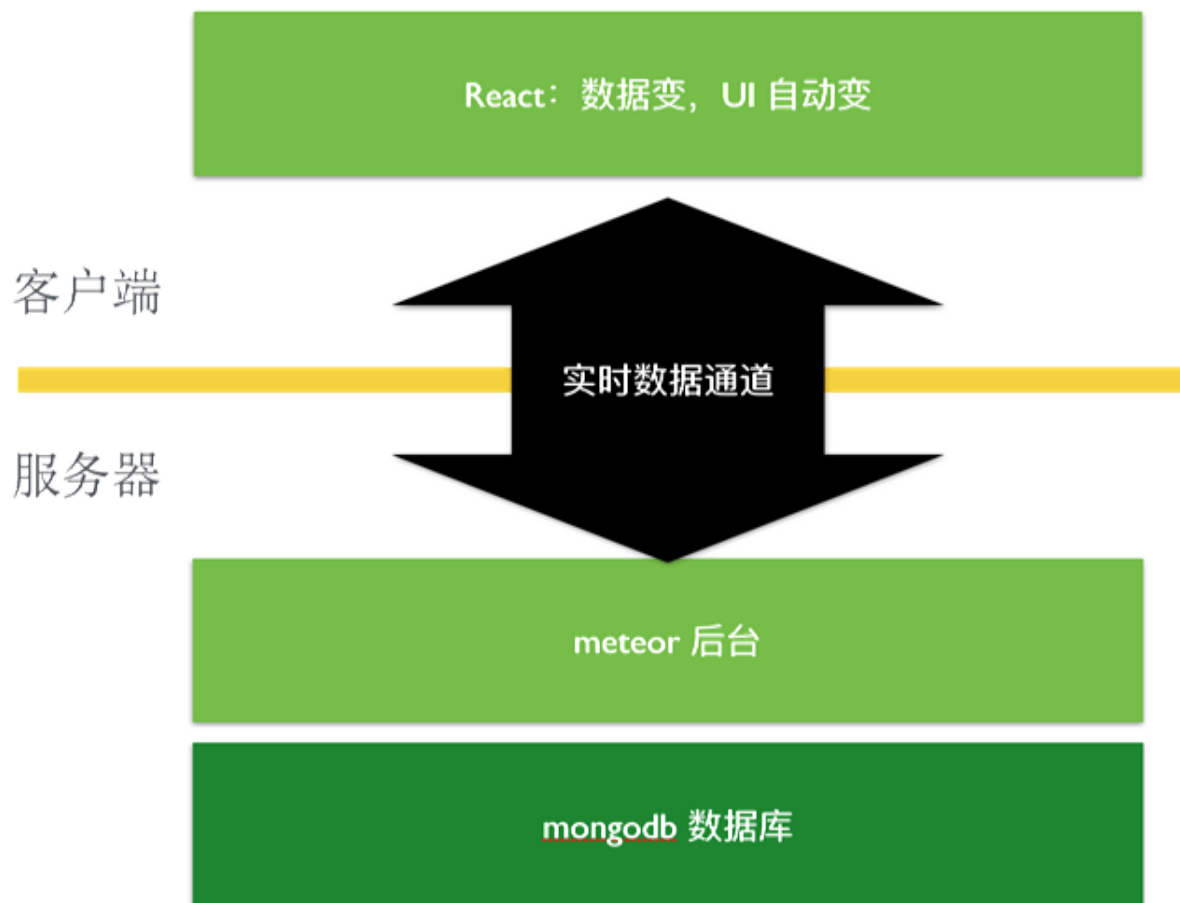 React：数据变，UI 自动变
客户端
实时数据通道
服务器
meteor 后台
mongodb 数据库